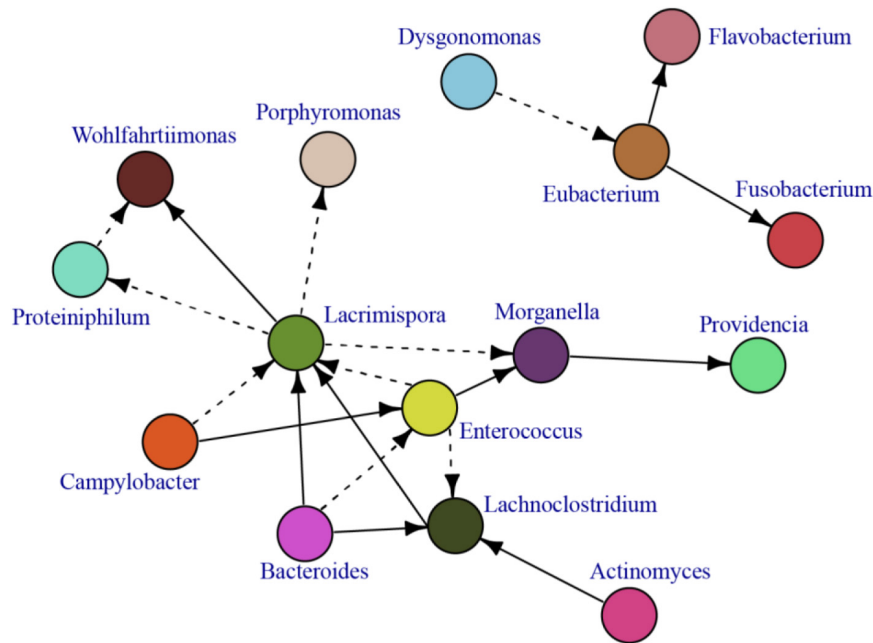 Dysgonomonas
Flavobacterium
Porphyromonas
Wohlfahrtiimonas
Eubacterium
Fusobacterium
Proteiniphilum
Lacrimispora
Morganella
Providencia
Enterococcus
Campylobacter
Lachnoclostridium
Bacteroides
Actinomyces